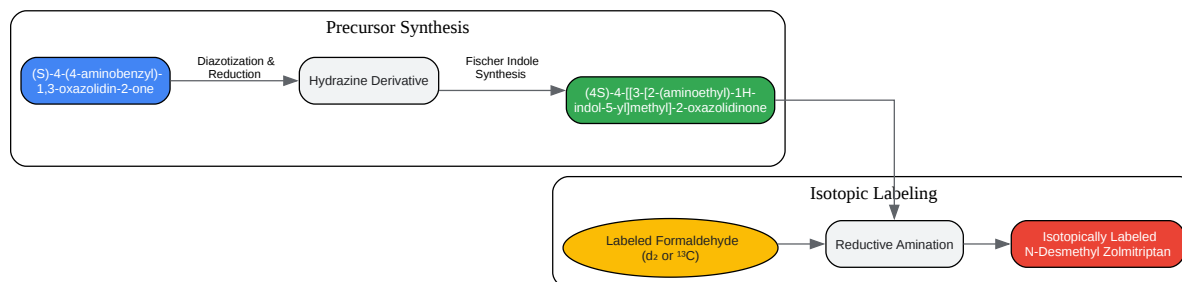 Precursor Synthesis
(S)-4-(4-aminobenzyl)-
1,3-oxazolidin-2-one
Diazotization &
Reduction
Hydrazine Derivative
Fischer Indole
Synthesis
(4S)-4-[[3-[2-(aminoethyl)-1H-
indol-5-yl]methyl]-2-oxazolidinone
Isotopic Labeling
Labeled Formaldehyde
(d₂ or ¹³C)
Reductive Amination
Isotopically Labeled
N-Desmethyl Zolmitriptan